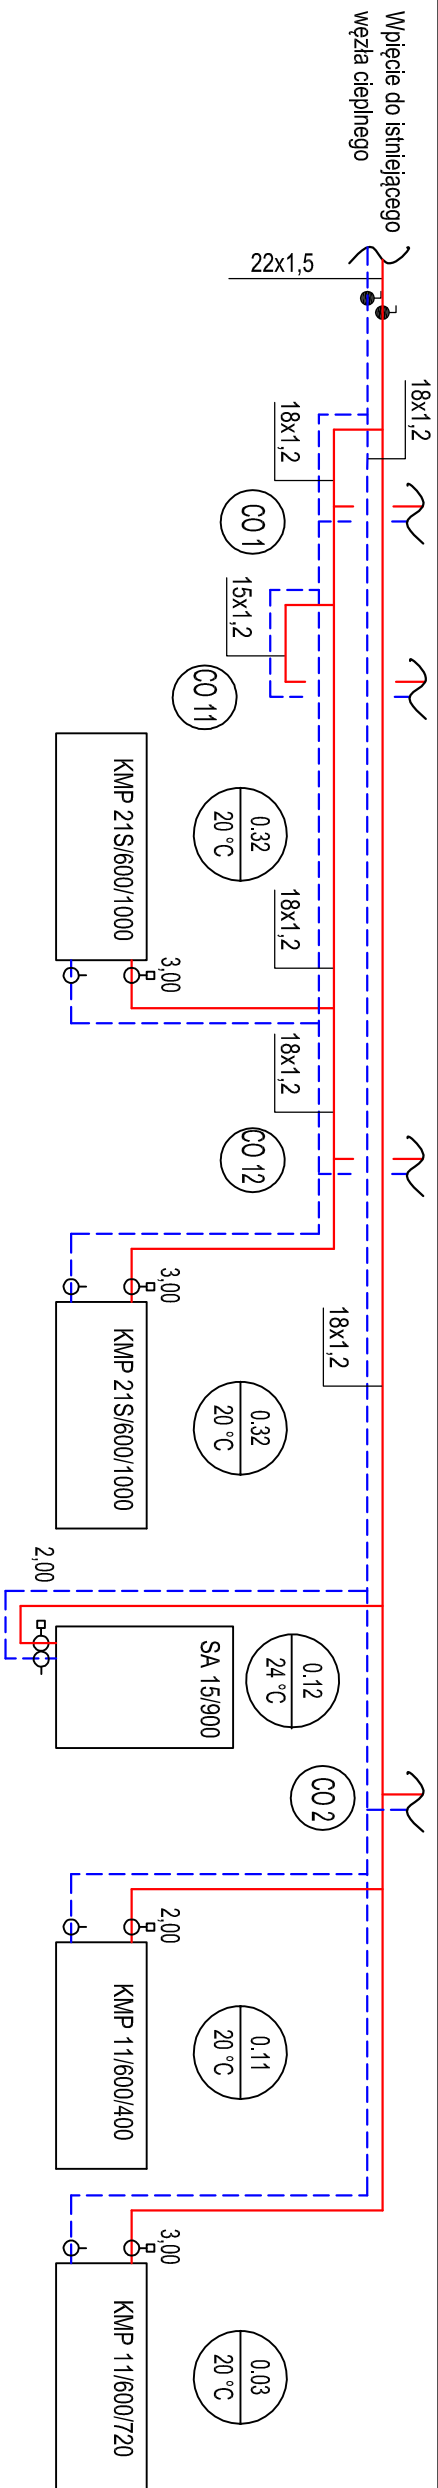 Wpięcie do istniejącego
węzła cieplnego
22x1,5
18x1,2
18x1,2
CO 1
15x1,2
CO 11
KMP 21S/600/1000
0.32
20 °C
3,00
18x1,2
18x1,2
CO 12
3,00
KMP 21S/600/1000
0.32
20 °C
18x1,2
2,00
SA 15/900
0.12
24 °C
CO 2
2,00
KMP 11/600/400
0.11
20 °C
3,00
KMP 11/600/720
0.03
20 °C